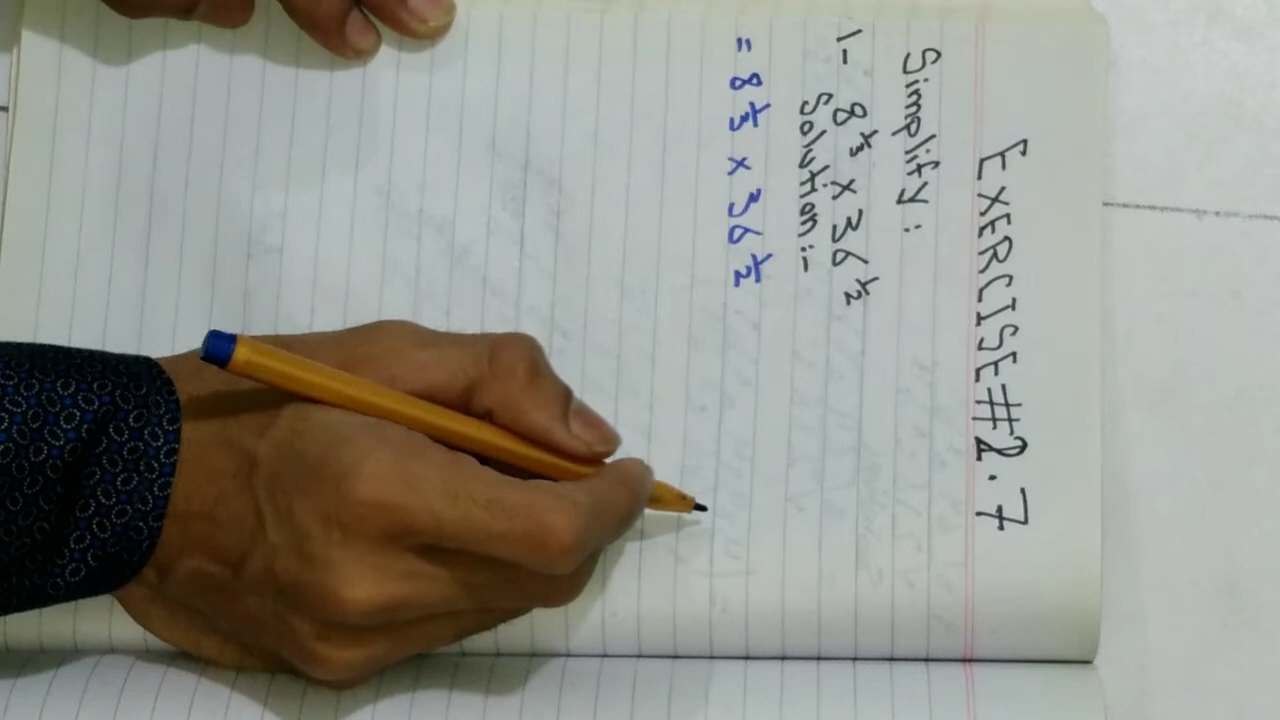 EXERCISE#2.7
Simplify:
1- 8^1/3 × 36^1/2
Solution:-
= 8^1/3 × 36^1/2